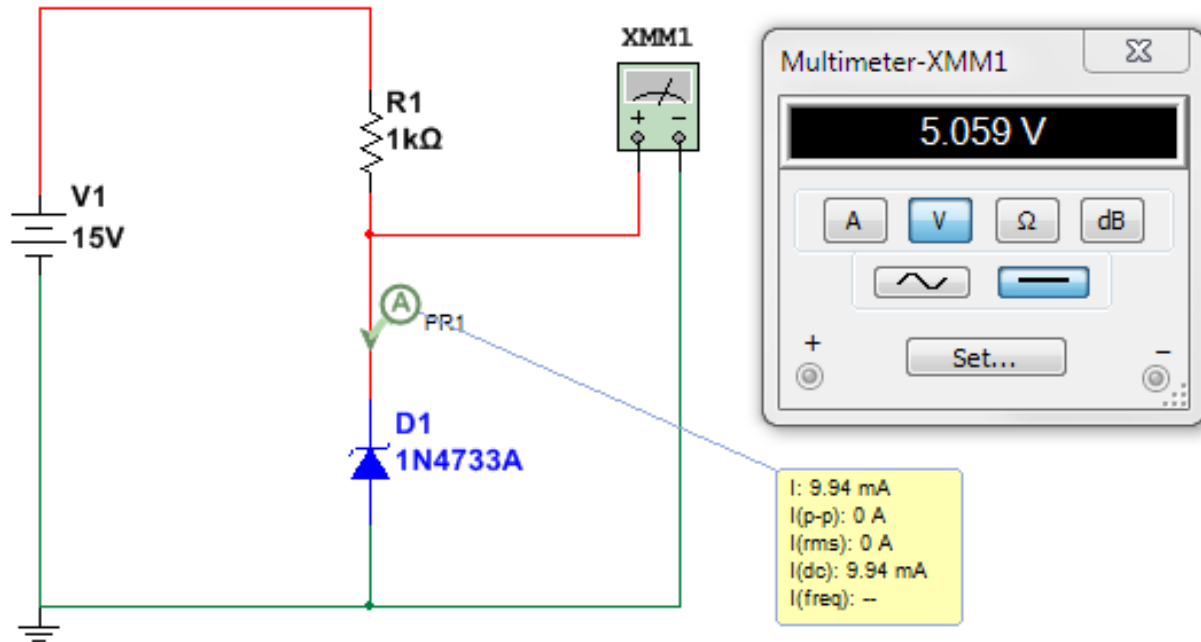 XMM1
+ −
R1
1kΩ
V1
15V
A
PR1
D1
1N4733A
Multimeter-XMM1
5.059 V
A V Ω dB
+ −
Set...
I: 9.94 mA
I(p-p): 0 A
I(rms): 0 A
I(dc): 9.94 mA
I(freq): --